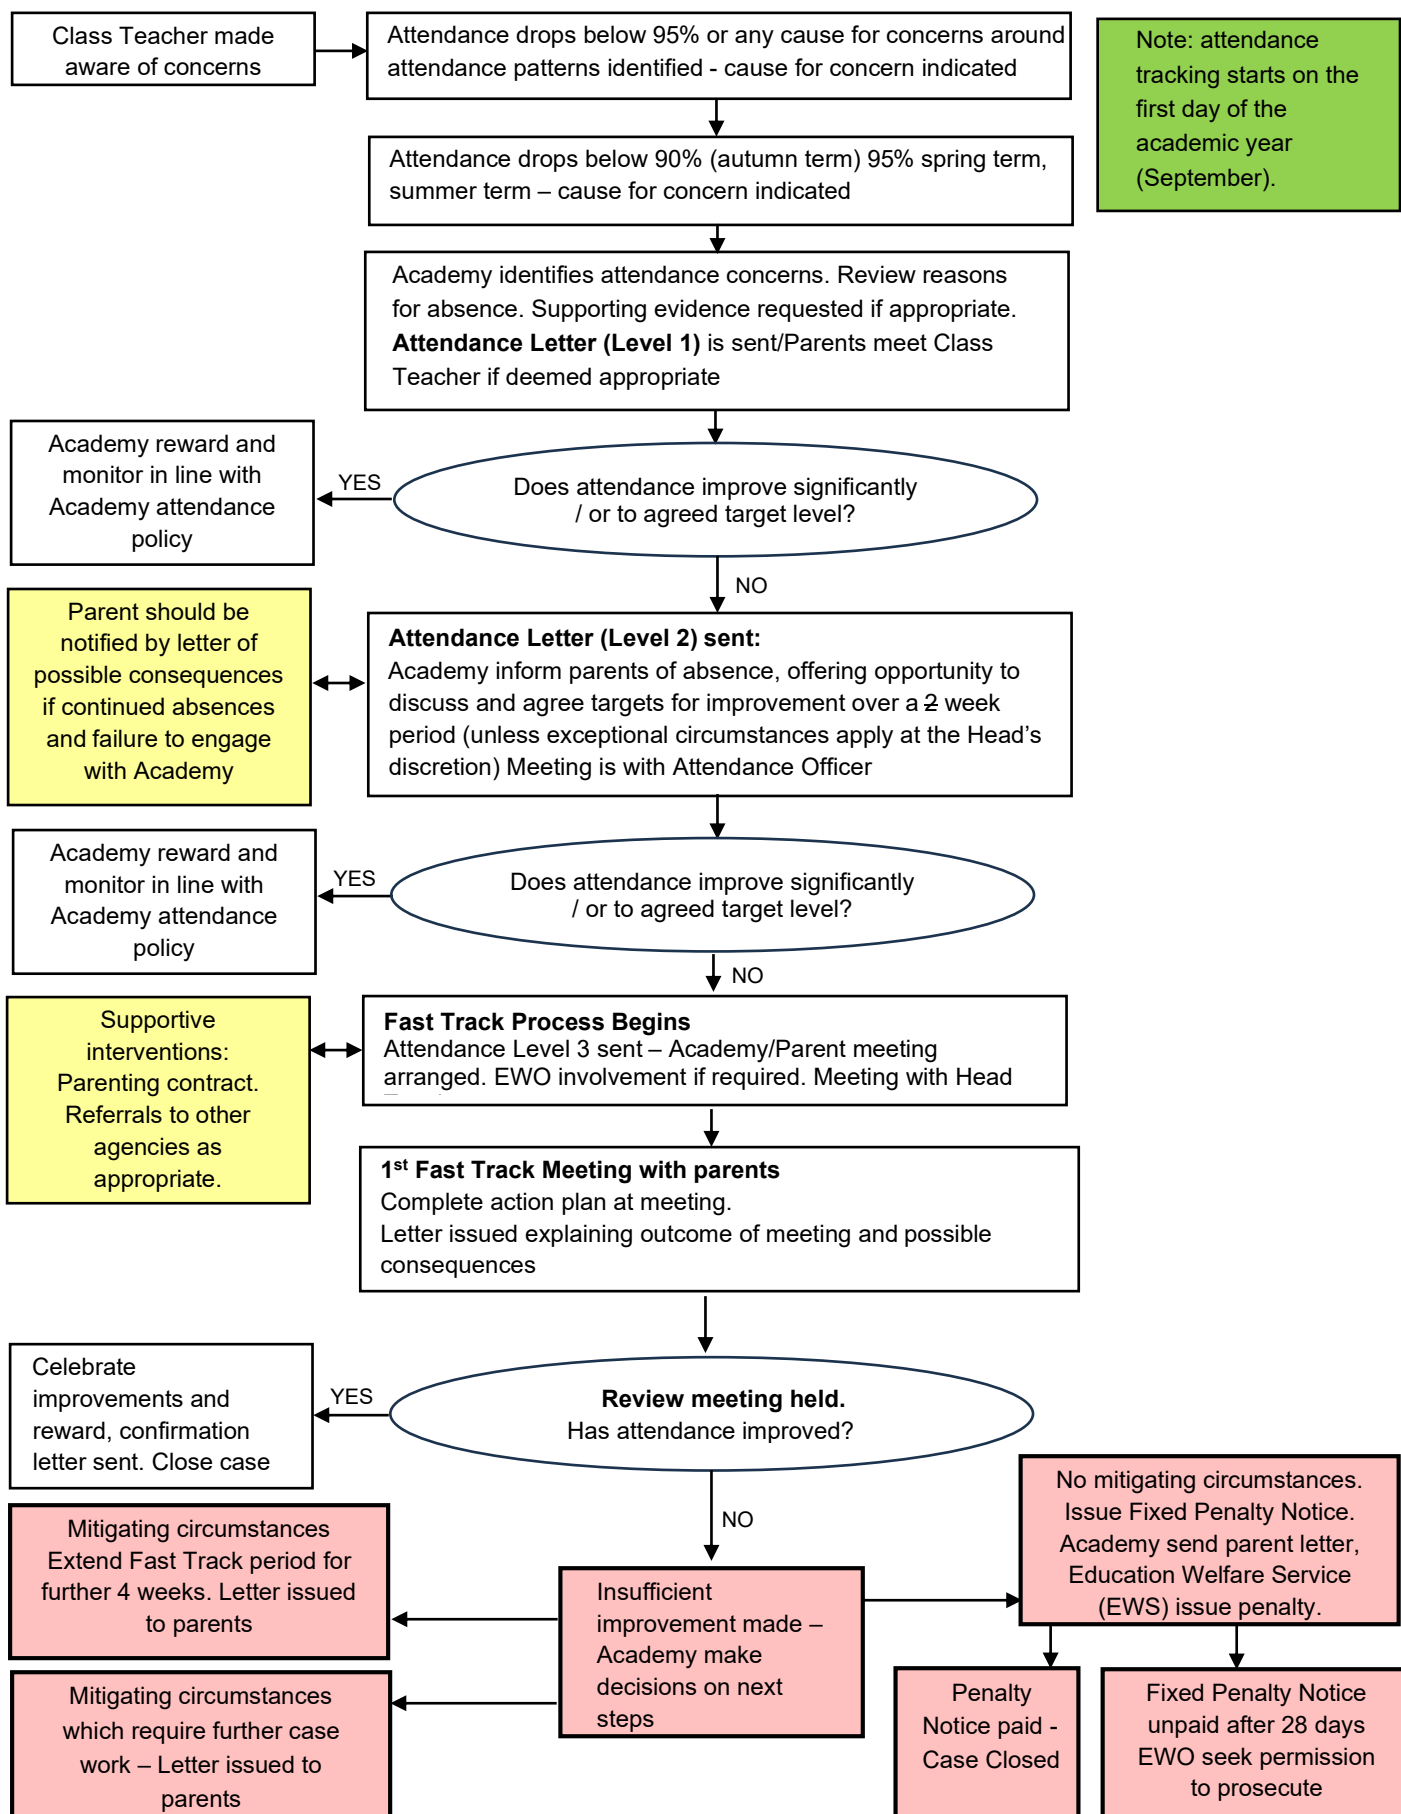 Class Teacher made
aware of concerns
Attendance drops below 95% or any cause for concerns around
attendance patterns identified - cause for concern indicated
Note: attendance
tracking starts on the
first day of the
academic year
(September).
Attendance drops below 90% (autumn term) 95% spring term,
summer term – cause for concern indicated
Academy identifies attendance concerns. Review reasons
for absence. Supporting evidence requested if appropriate.
Attendance Letter (Level 1) is sent/Parents meet Class
Teacher if deemed appropriate
Academy reward and
monitor in line with
Academy attendance
policy
YES
Does attendance improve significantly
/ or to agreed target level?
NO
Parent should be
notified by letter of
possible consequences
if continued absences
and failure to engage
with Academy
Attendance Letter (Level 2) sent:
Academy inform parents of absence, offering opportunity to
discuss and agree targets for improvement over a 2 week
period (unless exceptional circumstances apply at the Head’s
discretion) Meeting is with Attendance Officer
Academy reward and
monitor in line with
Academy attendance
policy
YES
Does attendance improve significantly
/ or to agreed target level?
NO
Supportive
interventions:
Parenting contract.
Referrals to other
agencies as
appropriate.
Fast Track Process Begins
Attendance Level 3 sent – Academy/Parent meeting
arranged. EWO involvement if required. Meeting with Head
1st Fast Track Meeting with parents
Complete action plan at meeting.
Letter issued explaining outcome of meeting and possible
consequences
Celebrate
improvements and
reward, confirmation
letter sent. Close case
YES
Review meeting held.
Has attendance improved?
NO
Mitigating circumstances
Extend Fast Track period for
further 4 weeks. Letter issued
to parents
Insufficient
improvement made –
Academy make
decisions on next
steps
No mitigating circumstances.
Issue Fixed Penalty Notice.
Academy send parent letter,
Education Welfare Service
(EWS) issue penalty.
Mitigating circumstances
which require further case
work – Letter issued to
parents
Penalty
Notice paid -
Case Closed
Fixed Penalty Notice
unpaid after 28 days
EWO seek permission
to prosecute